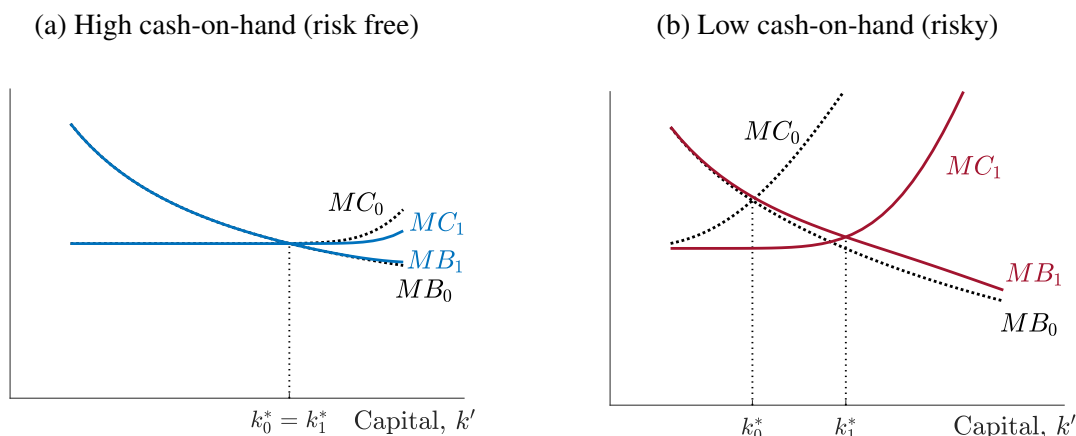 (a) High cash-on-hand (risk free)
MC₀
MC₁
MB₁
MB₀
k₀* = k₁*
Capital, k′
(b) Low cash-on-hand (risky)
MC₀
MC₁
MB₁
MB₀
k₀*
k₁*
Capital, k′